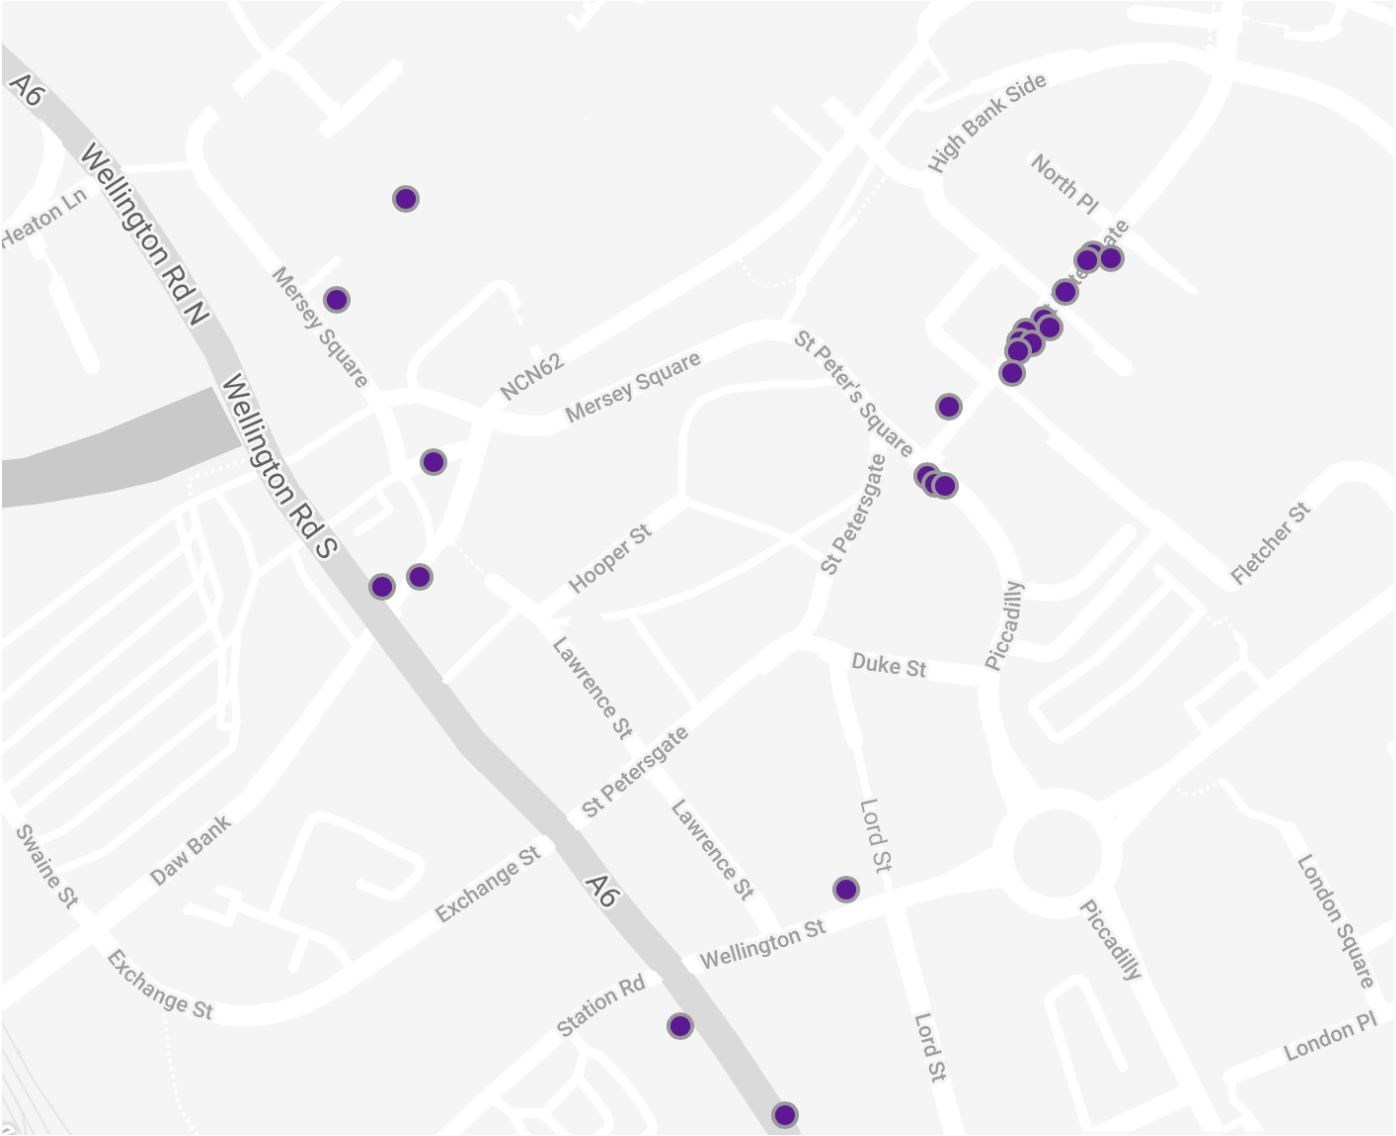 A6
High Bank Side
North Pl
Wellington Rd N
Heaton Ln
Mersey Square
NCN62
Mersey Square
St Peter's Square
Wellington Rd S
St Petersgate
Hooper St
Fletcher St
Piccadilly
Lawrence St
Duke St
St Petersgate
Lawrence St
Lord St
Swaine St
Daw Bank
Exchange St
A6
London Square
Piccadilly
Wellington St
Exchange St
Station Rd
Lord St
London Pl